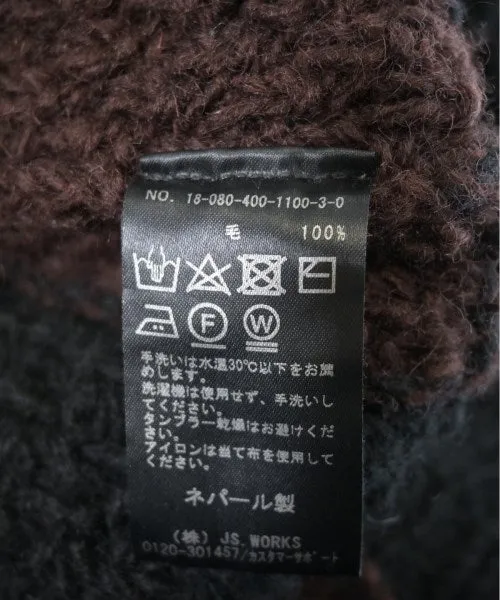 NO. 18-080-400-1100-3-0
毛 100%
F W
手洗いは水温30℃以下をお薦
めします。
洗濯機は使用せず、手洗いし
てください。
タンブラー乾燥はお避けくだ
さい。
アイロンは当て布を使用して
ください。
ネパール製
(株) JS.WORKS
0120-301457/カスタマーサポート